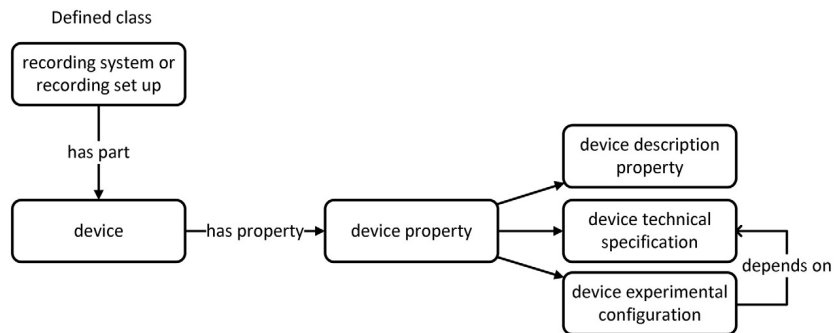 Defined class
recording system or
recording set up
has part
device
has property
device property
device description
property
device technical
specification
depends on
device experimental
configuration